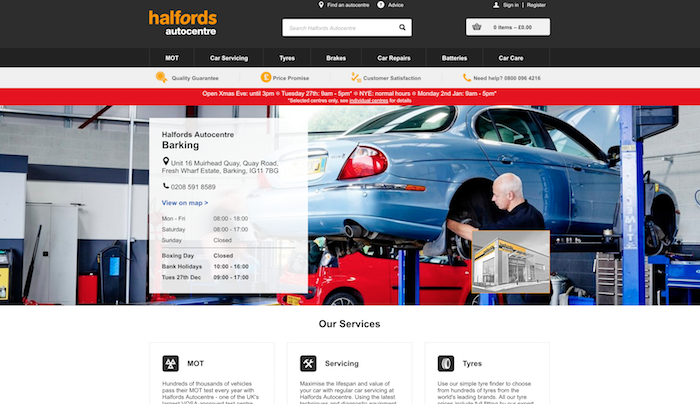 halfords
autocentre
Find an autocentre
Advice
Sign in | Register
Search Halfords Autocentre
0 items – £0.00
MOT
Car Servicing
Tyres
Brakes
Car Repairs
Batteries
Car Care
Quality Guarantee
Price Promise
Customer Satisfaction
Need help? 0800 096 4216
Open Xmas Eve: until 3pm
Tuesday 27th: 9am - 5pm*
NYE: normal hours
Monday 2nd Jan: 9am - 5pm*
*Selected centres only, see individual centres for details
Halfords Autocentre
Barking
Unit 16 Muirhead Quay, Quay Road,
Fresh Wharf Estate, Barking, IG11 7BG
0208 591 8589
View on map >
Mon - Fri 08:00 - 18:00
Saturday 08:00 - 17:00
Sunday Closed
Boxing Day Closed
Bank Holidays 10:00 - 16:00
Tues 27th Dec 09:00 - 17:00
Our Services
MOT
Hundreds of thousands of vehicles
pass their MOT test every year with
Halfords Autocentre - one of the UK's
Servicing
Maximise the lifespan and value of
your car with regular car servicing at
Halfords Autocentre. Using the latest
Tyres
Use our simple tyre finder to choose
from hundreds of tyres from the
world's leading brands. All our tyre